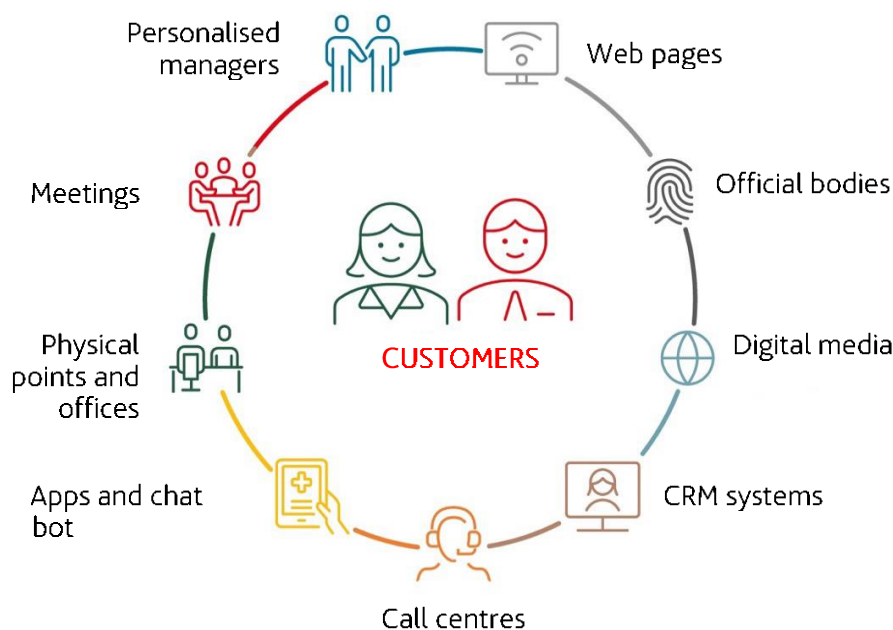 Personalised
managers
Web pages
Official bodies
Digital media
CRM systems
Call centres
Apps and chat
bot
Physical
points and
offices
Meetings
CUSTOMERS